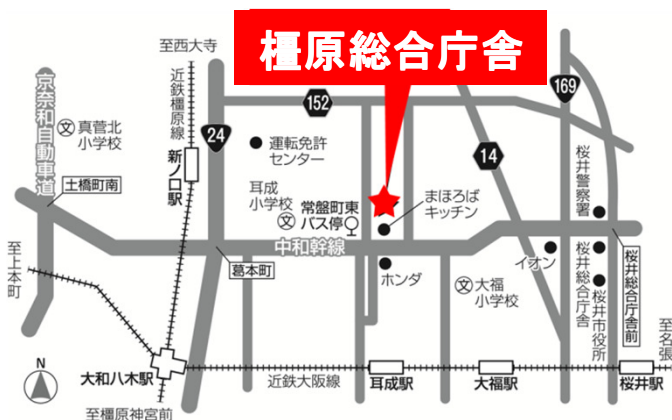 橿原総合庁舎
至西大寺
京奈和自動車道
文
真菅北
小学校
近鉄橿原線
24
152
169
14
新ノ口駅
運転免許
センター
土橋町南
耳成
小学校
文
常盤町東
バス停
まほろば
キッチン
桜井警察署
至上本町
中和幹線
葛本町
ホンダ
文
大福
小学校
イオン
桜井総合庁舎
桜井市役所
桜井総合庁舎前
至名張
N
大和八木駅
近鉄大阪線
耳成駅
大福駅
桜井駅
至橿原神宮前